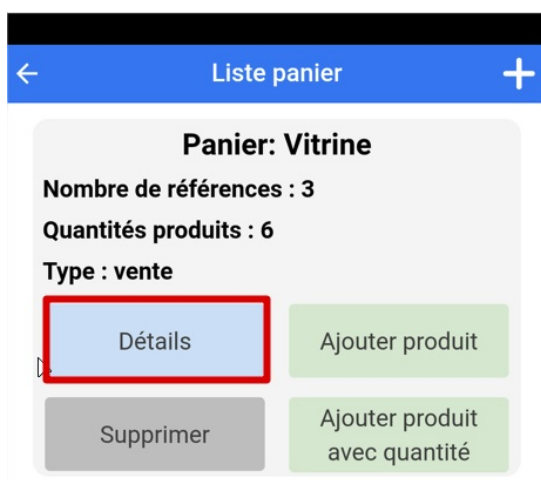 Liste panier
Panier: Vitrine
Nombre de références : 3
Quantités produits : 6
Type : vente
Détails
Ajouter produit
Supprimer
Ajouter produit
avec quantité